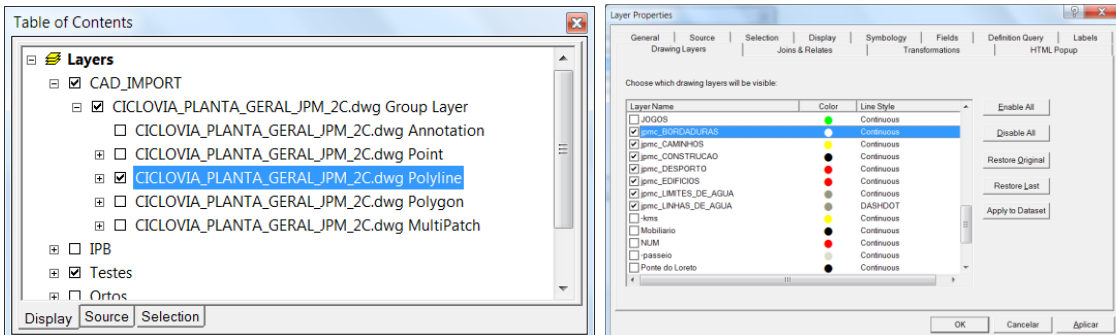 Table of Contents
Layers
CAD_IMPORT
CICLOVIA_PLANTA_GERAL_JPM_2C.dwg Group Layer
CICLOVIA_PLANTA_GERAL_JPM_2C.dwg Annotation
CICLOVIA_PLANTA_GERAL_JPM_2C.dwg Point
CICLOVIA_PLANTA_GERAL_JPM_2C.dwg Polyline
CICLOVIA_PLANTA_GERAL_JPM_2C.dwg Polygon
CICLOVIA_PLANTA_GERAL_JPM_2C.dwg MultiPatch
IPB
Testes
Ortos
Display Source Selection
Layer Properties
General Source Selection Display Symbology Fields Definition Query Labels
Drawing Layers Joins & Relates Transformations HTML Popup
Choose which drawing layers will be visible:
Layer Name Color Line Style
JOGOS Continuous
jpmc_BORDADURAS Continuous
jpmc_CAMINHOS Continuous
jpmc_CONSTRUCAO Continuous
jpmc_DESPORTO Continuous
jpmc_EDIFICIOS Continuous
jpmc_LIMITES_DE_AGUA Continuous
jpmc_LINHAS_DE_AGUA DASHDOT
-kms Continuous
Mobiliario Continuous
NUM Continuous
-passeio Continuous
Ponte do Loreto Continuous
Enable All
Disable All
Restore Original
Restore Last
Apply to Dataset
OK Cancelar Aplicar